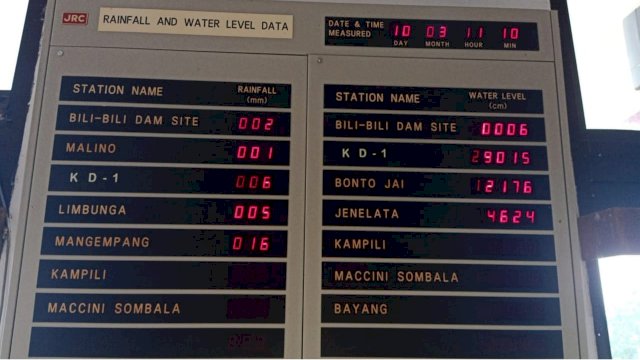 JRC RAINFALL AND WATER LEVEL DATA
DATE & TIME MEASURED 10 03 11 10
DAY MONTH HOUR MIN
STATION NAME RAINFALL (mm)
BILI-BILI DAM SITE 002
MALINO 001
KD-1 006
LIMBUNGA 005
MANGEMPANG 016
KAMPILI
MACCINI SOMBALA
STATION NAME WATER LEVEL (cm)
BILI-BILI DAM SITE 0006
KD-1 29015
BONTO JAI 12176
JENELATA 4624
KAMPILI
MACCINI SOMBALA
BAYANG